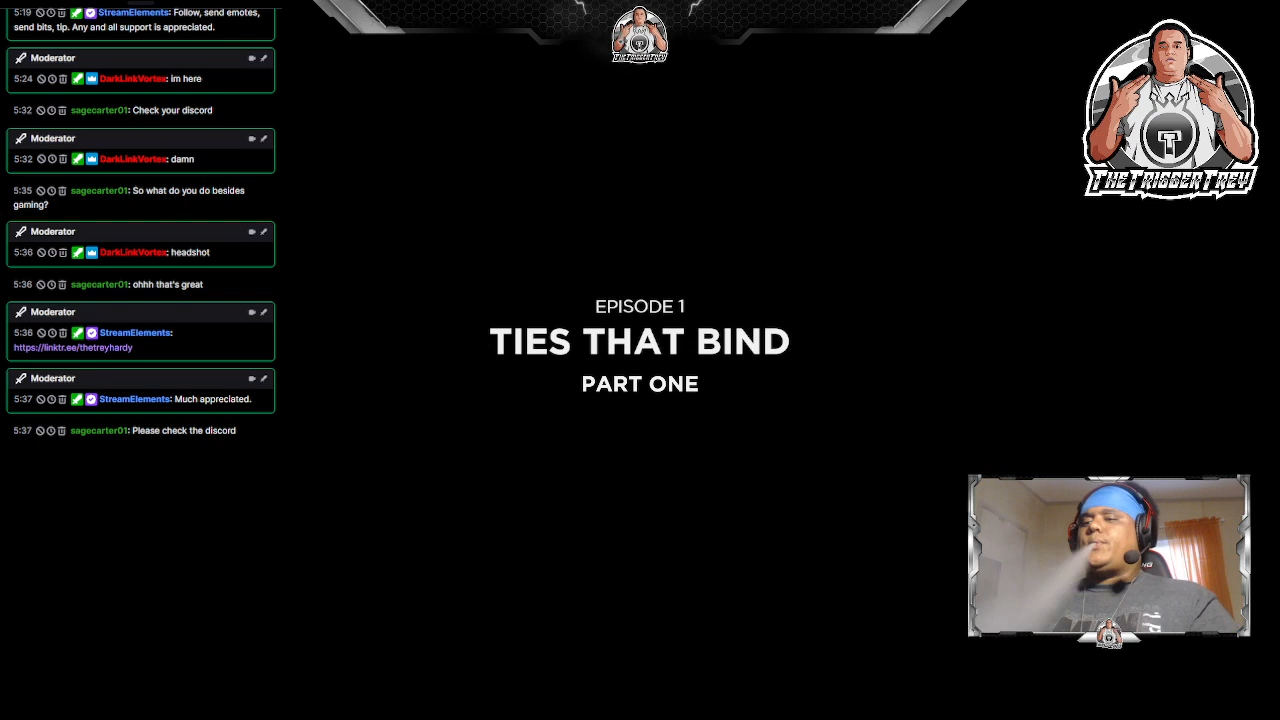 5:19 StreamElements: Follow, send emotes,
send bits, tip. Any and all support is appreciated.
Moderator
5:24 DarkLinkVortex: im here
5:32 sagecarter01: Check your discord
Moderator
5:32 DarkLinkVortex: damn
5:35 sagecarter01: So what do you do besides
gaming?
Moderator
5:36 DarkLinkVortex: headshot
5:36 sagecarter01: ohhh that's great
Moderator
5:36 StreamElements:
https://linktr.ee/thetreyhardy
Moderator
5:37 StreamElements: Much appreciated.
5:37 sagecarter01: Please check the discord
THETRIGGERTREY
T
THETRIGGERTREY
EPISODE 1
TIES THAT BIND
PART ONE